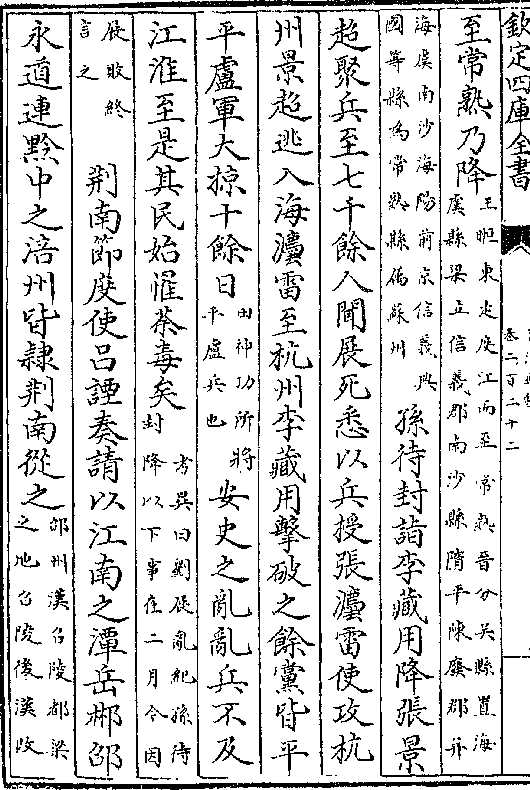 欽定四庫全書
卷二百二十二
至常熟乃降
王暅東走度江而至常熟晉分吳縣置海
虞縣梁立信義郡南沙縣隋平陳廢郡并
海虞南沙海陽前京信義興
國等縣為常熟縣屬蘇州
孫待封詣李藏用降張景
超聚兵至七千餘人聞展死悉以兵授張灋雷使攻杭
州景超逃入海灋雷至杭州李藏用擊破之餘黨皆平
平盧軍大掠十餘日
田神功所將
平盧兵也
安史之亂亂兵不及
江淮至是其民始罹荼毒矣
考異曰劉展亂紀孫待
封降以下事在二月今因
展敗終
言之
荆南節度使呂諲奏請以江南之潭岳郴邵
永道連黔中之涪州皆隸荆南從之
邵州漢召陵都梁
之地召陵後漢改